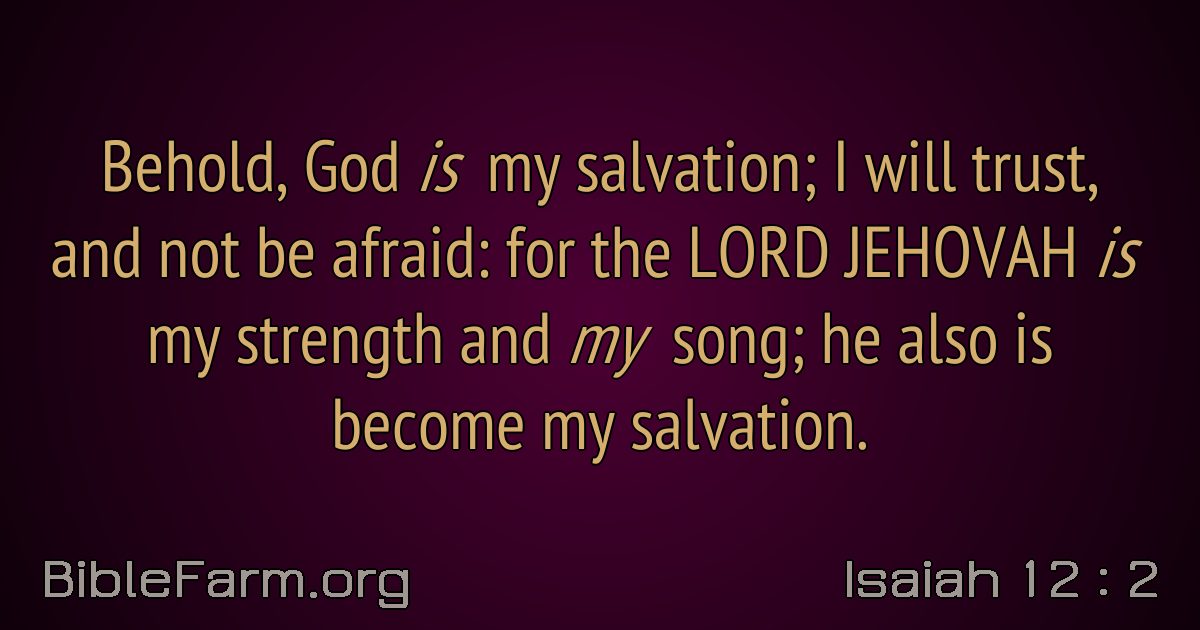 Behold, God is my salvation; I will trust,
and not be afraid: for the LORD JEHOVAH is
my strength and my song; he also is
become my salvation.
BibleFarm.org
Isaiah 12 : 2